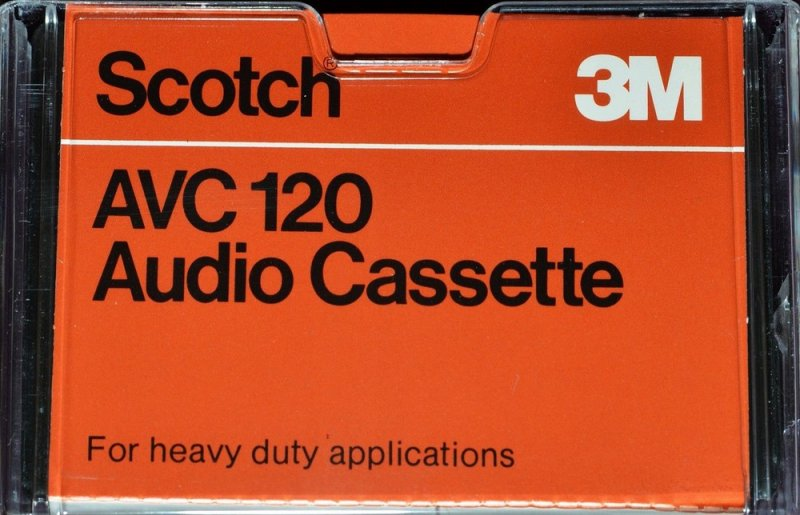 Scotch® 3M
AVC 120
Audio Cassette
For heavy duty applications